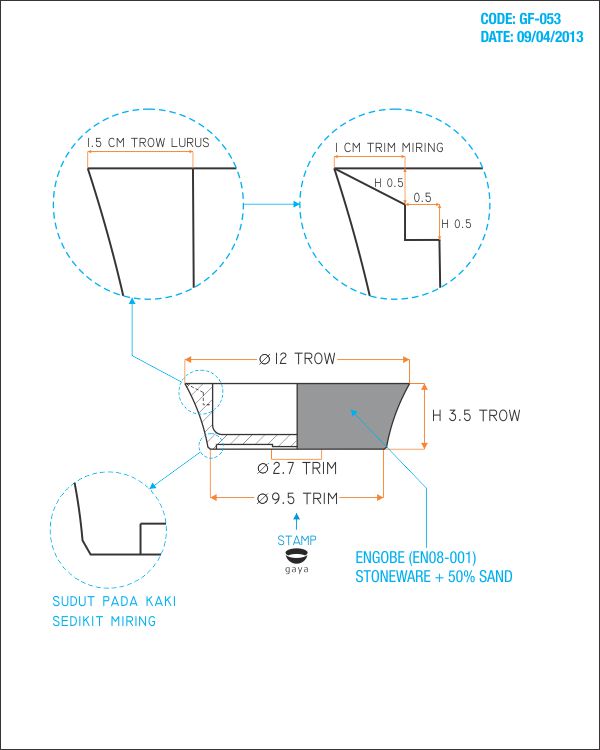 CODE: GF-053
DATE: 09/04/2013
1.5 CM TROW LURUS
1 CM TRIM MIRING
H 0.5
0.5
H 0.5
Ø 12 TROW
H 3.5 TROW
Ø 2.7 TRIM
Ø 9.5 TRIM
STAMP
gaya
ENGOBE (EN08-001)
STONEWARE + 50% SAND
SUDUT PADA KAKI
SEDIKIT MIRING